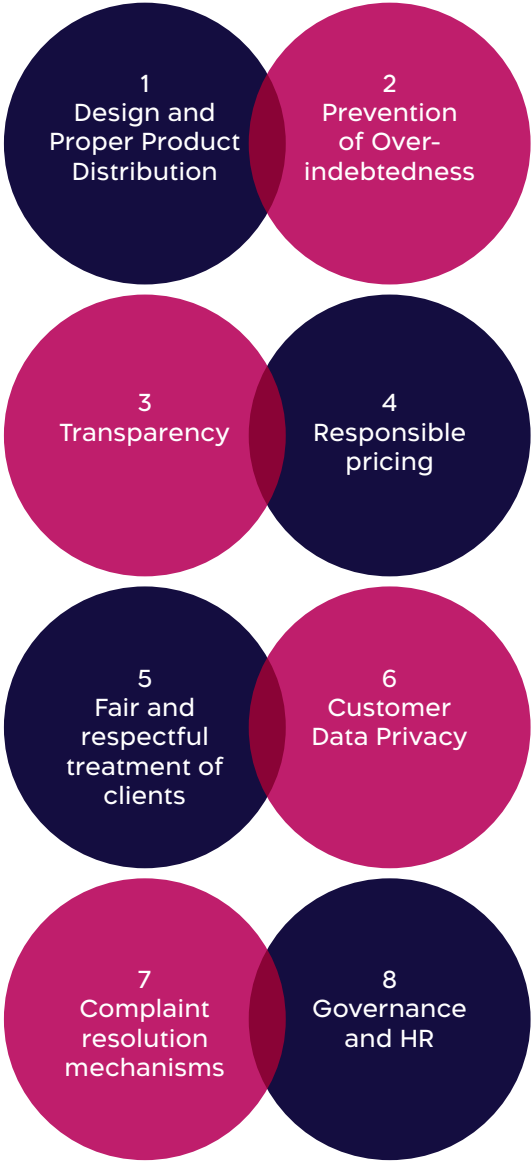 1
Design and
Proper Product
Distribution
2
Prevention
of Over-
indebtedness
3
Transparency
4
Responsible
pricing
5
Fair and
respectful
treatment of
clients
6
Customer
Data Privacy
7
Complaint
resolution
mechanisms
8
Governance
and HR